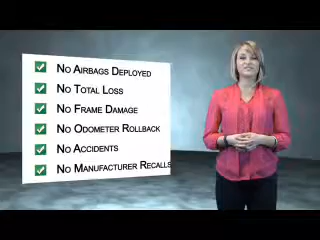 No Airbags Deployed
No Total Loss
No Frame Damage
No Odometer Rollback
No Accidents
No Manufacturer Recalls